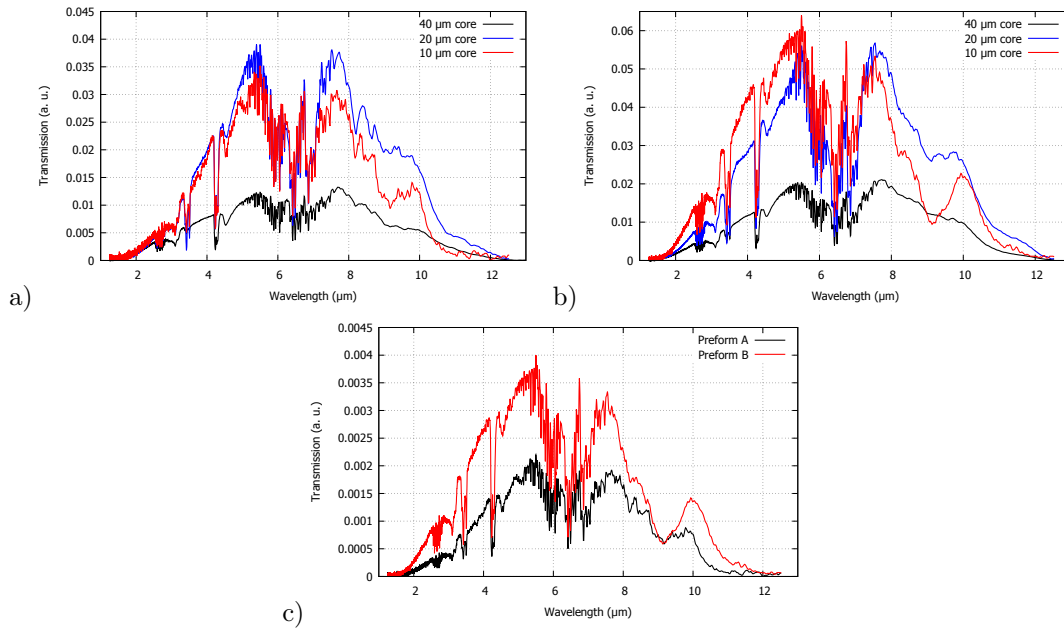 0.045
0.04
0.035
0.03
0.025
0.02
0.015
0.01
0.005
0
Transmission (a. u.)
40 µm core
20 µm core
10 µm core
2 4 6 8 10 12
Wavelength (µm)
a)
0.06
0.05
0.04
0.03
0.02
0.01
0
Transmission (a. u.)
40 µm core
20 µm core
10 µm core
2 4 6 8 10 12
Wavelength (µm)
b)
0.0045
0.004
0.0035
0.003
0.0025
0.002
0.0015
0.001
0.0005
0
Transmission (a. u.)
Preform A
Preform B
2 4 6 8 10 12
Wavelength (µm)
c)